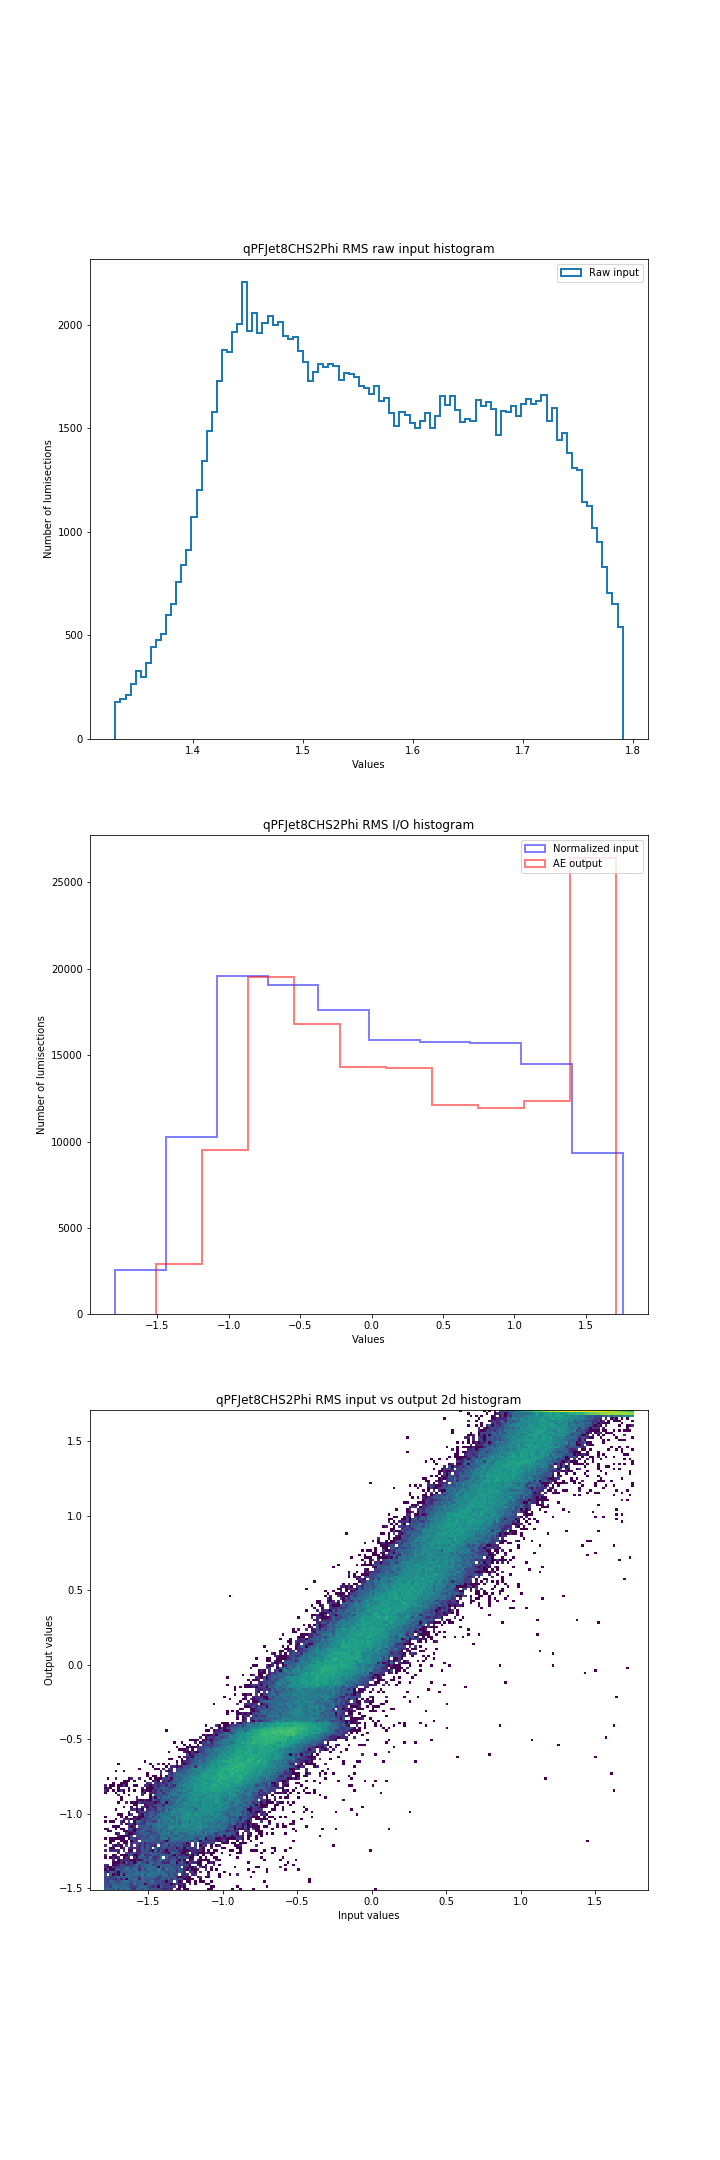 qPFJet8CHS2Phi RMS raw input histogram
Raw input
2000
1500
1000
500
0
Number of lumisections
1.4 1.5 1.6 1.7 1.8
Values
qPFJet8CHS2Phi RMS I/O histogram
Normalized input
AE output
25000
20000
15000
10000
5000
0
Number of lumisections
−1.5 −1.0 −0.5 0.0 0.5 1.0 1.5
Values
qPFJet8CHS2Phi RMS input vs output 2d histogram
1.5
1.0
0.5
0.0
−0.5
−1.0
−1.5
Output values
−1.5 −1.0 −0.5 0.0 0.5 1.0 1.5
Input values